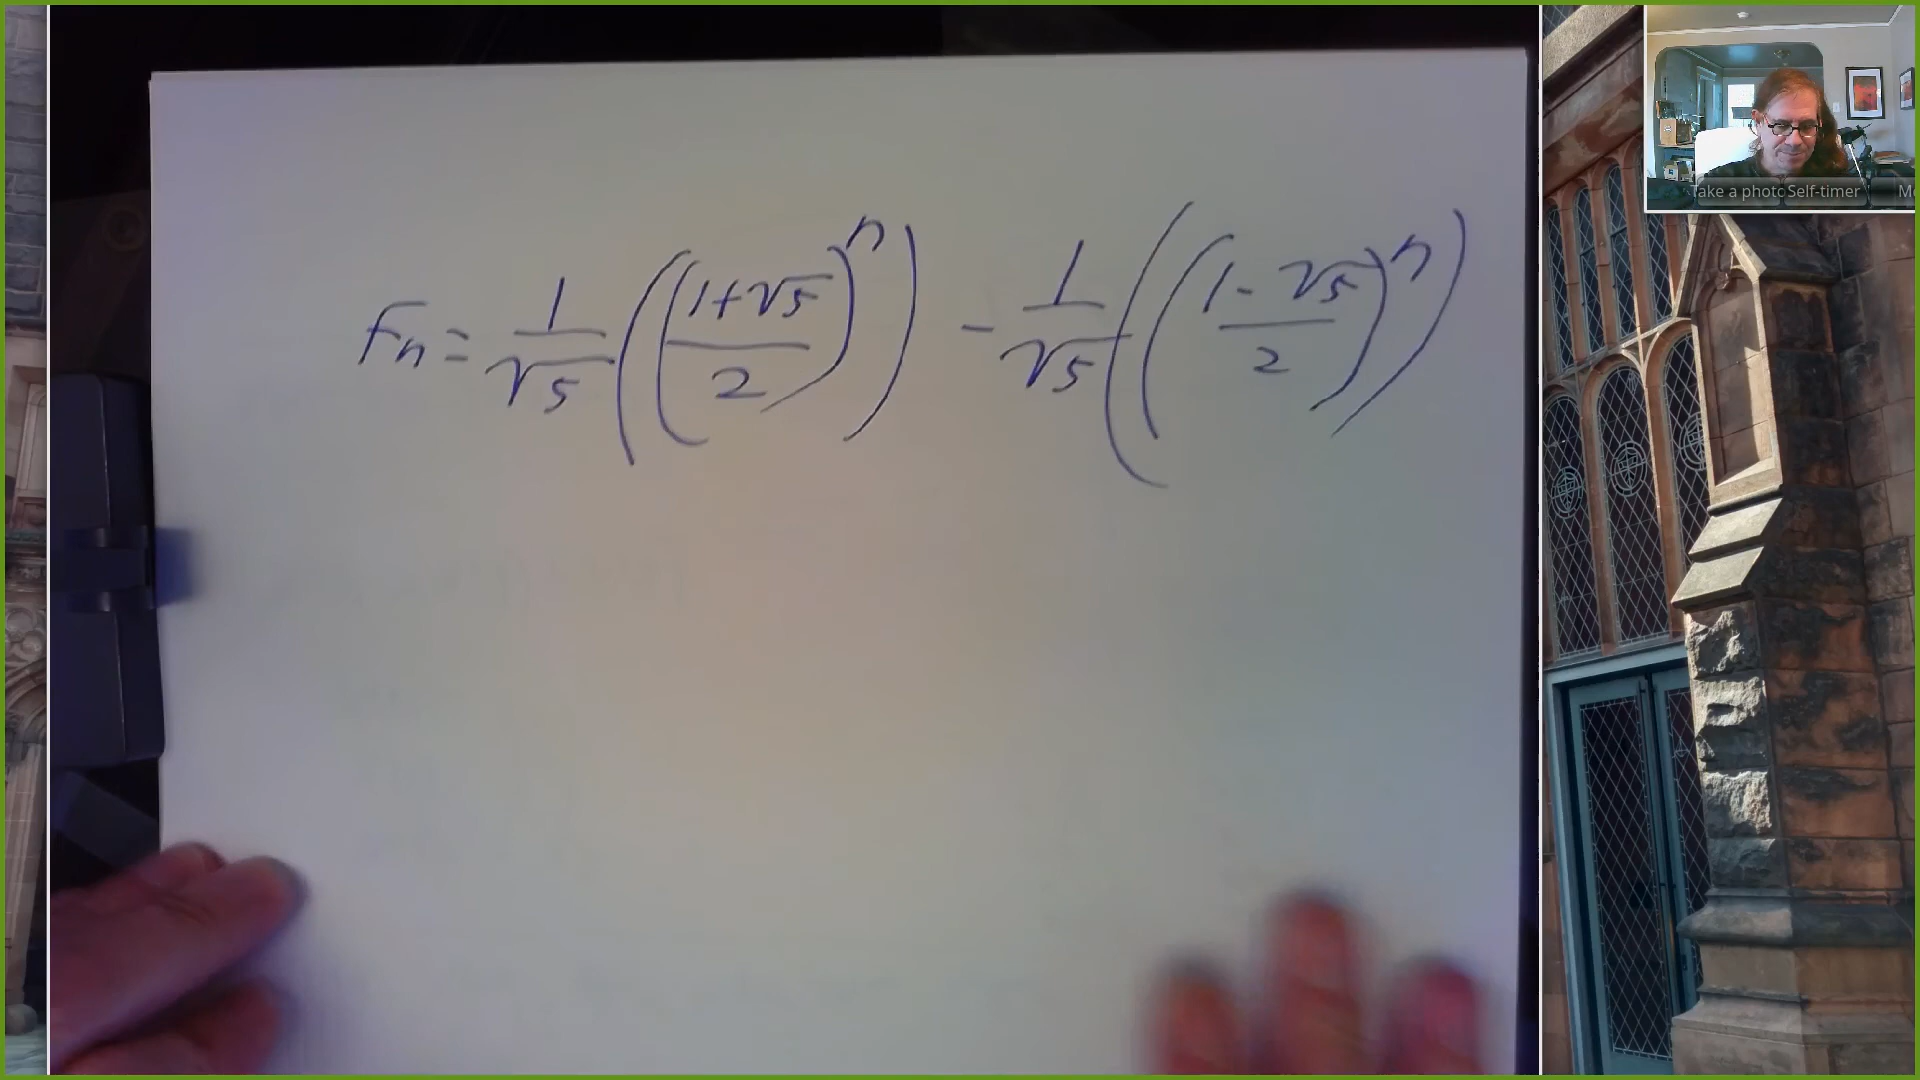 Fn = 1/√5 (((1+√5)/2)^n) - 1/√5 (((1-√5)/2)^n)
Take a photo Self-timer